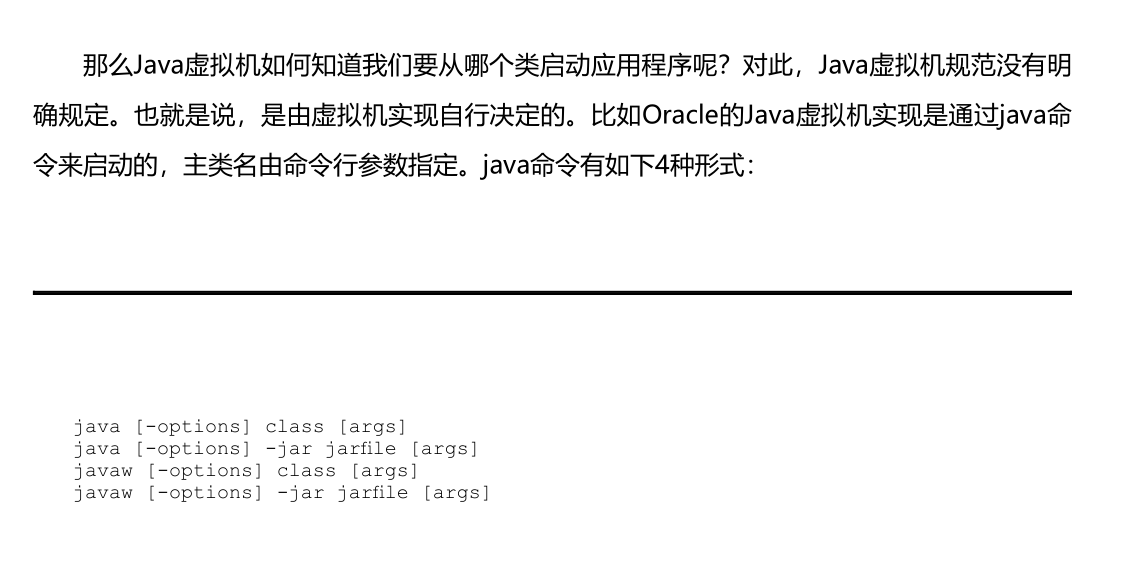 那么Java虚拟机如何知道我们要从哪个类启动应用程序呢？对此，Java虚拟机规范没有明
确规定。也就是说，是由虚拟机实现自行决定的。比如Oracle的Java虚拟机实现是通过java命
令来启动的，主类名由命令行参数指定。java命令有如下4种形式：
java [-options] class [args]
java [-options] -jar jarfile [args]
javaw [-options] class [args]
javaw [-options] -jar jarfile [args]